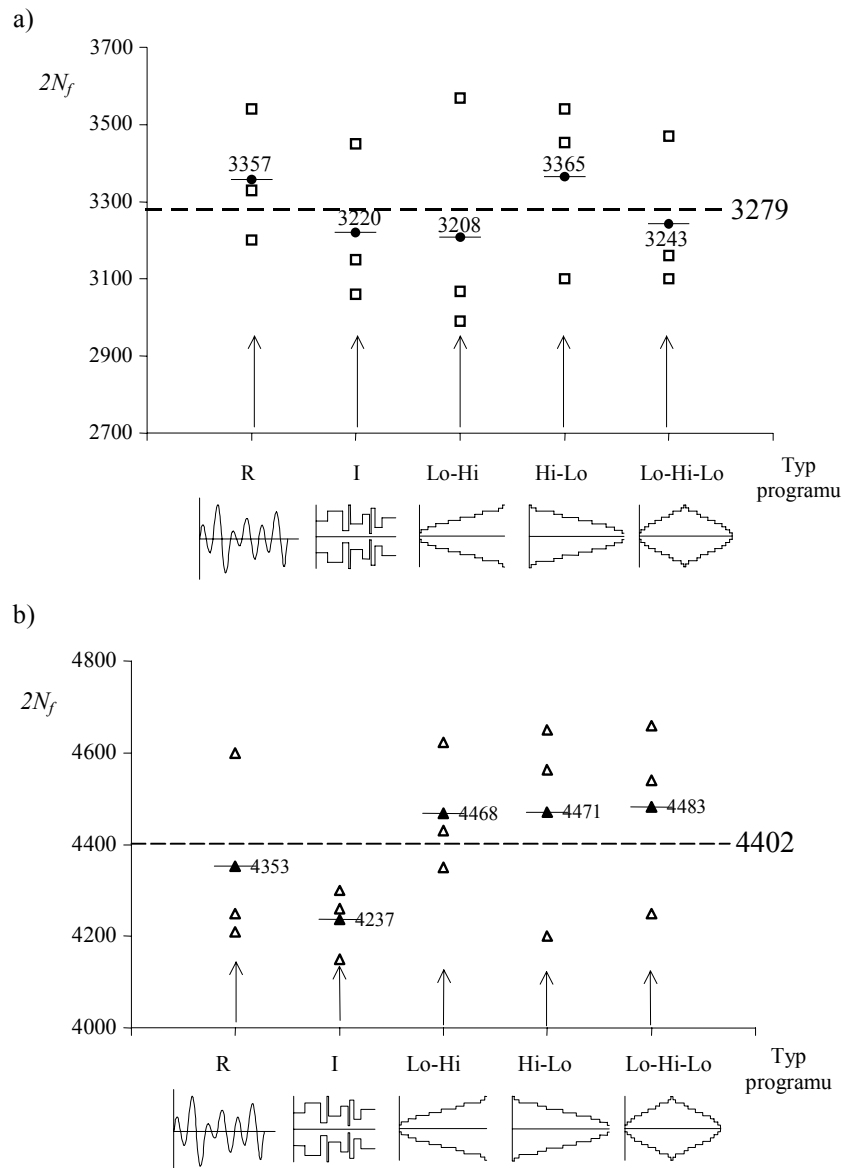 a)
3700
2N_f
3500
3357
3365
3300
3279
3220
3208
3243
3100
2900
2700
R I Lo-Hi Hi-Lo Lo-Hi-Lo Typ
programu
b)
4800
2N_f
4600
4468 4471 4483
4400
4402
4353
4237
4200
4000
R I Lo-Hi Hi-Lo Lo-Hi-Lo Typ
programu